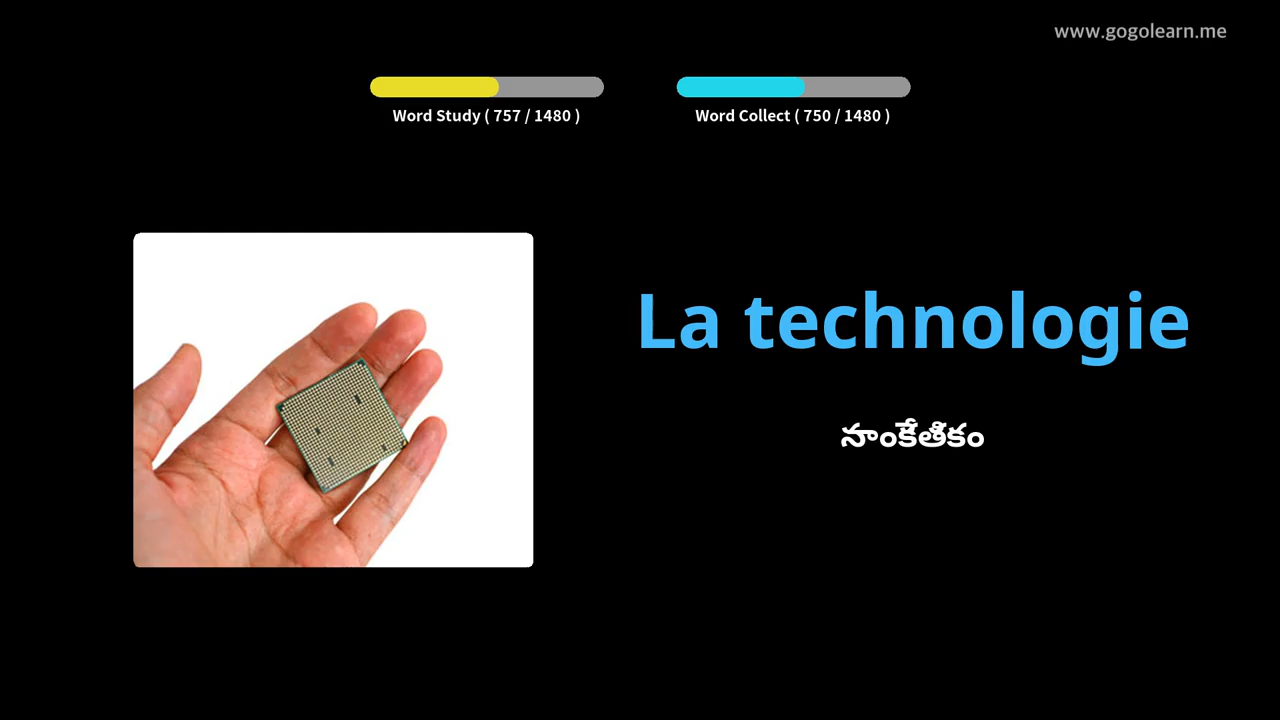 www.gogolearn.me
Word Study ( 757 / 1480 )
Word Collect ( 750 / 1480 )
La technologie
సాంకేతికం